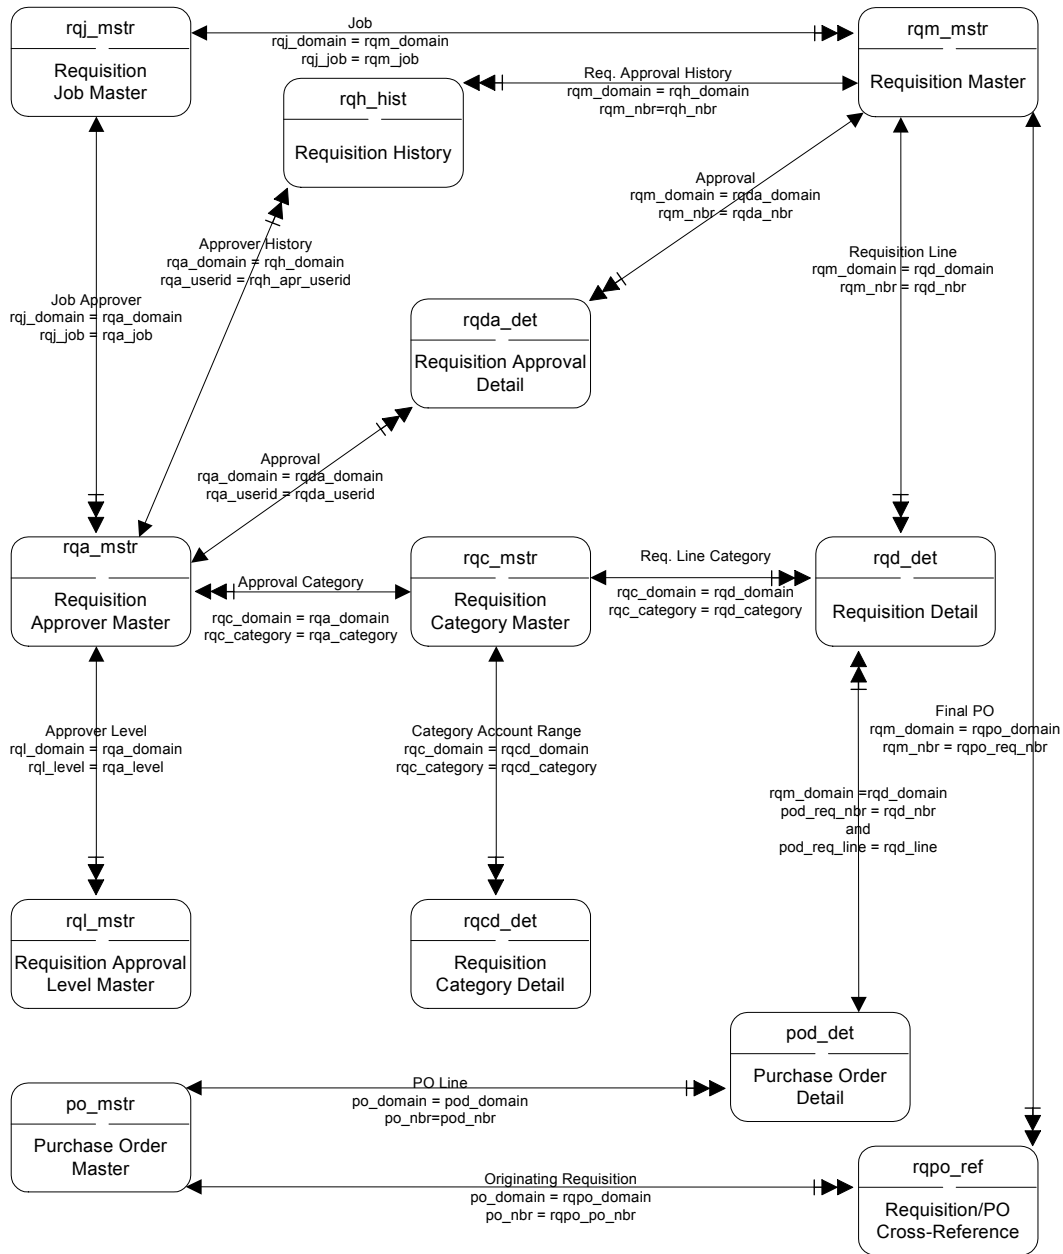 rqj_mstr
Requisition
Job Master
Job
rqj_domain = rqm_domain
rqj_job = rqm_job
rqm_mstr
Requisition Master
Req. Approval History
rqm_domain = rqh_domain
rqm_nbr=rqh_nbr
rqh_hist
Requisition History
Approval
rqm_domain = rqda_domain
rqm_nbr = rqda_nbr
Approver History
rqa_domain = rqh_domain
rqa_userid = rqh_apr_userid
Requisition Line
rqm_domain = rqd_domain
rqm_nbr = rqd_nbr
Job Approver
rqj_domain = rqa_domain
rqj_job = rqa_job
rqda_det
Requisition Approval
Detail
Approval
rqa_domain = rqda_domain
rqa_userid = rqda_userid
rqa_mstr
Requisition
Approver Master
Approval Category
rqc_domain = rqa_domain
rqc_category = rqa_category
rqc_mstr
Requisition
Category Master
Req. Line Category
rqc_domain = rqd_domain
rqc_category = rqd_category
rqd_det
Requisition Detail
Approver Level
rql_domain = rqa_domain
rql_level = rqa_level
Category Account Range
rqc_domain = rqcd_domain
rqc_category = rqcd_category
Final PO
rqm_domain = rqpo_domain
rqm_nbr = rqpo_req_nbr
rqm_domain =rqd_domain
pod_req_nbr = rqd_nbr
and
pod_req_line = rqd_line
rql_mstr
Requisition Approval
Level Master
rqcd_det
Requisition
Category Detail
pod_det
Purchase Order
Detail
PO Line
po_domain = pod_domain
po_nbr=pod_nbr
po_mstr
Purchase Order
Master
Originating Requisition
po_domain = rqpo_domain
po_nbr = rqpo_po_nbr
rqpo_ref
Requisition/PO
Cross-Reference